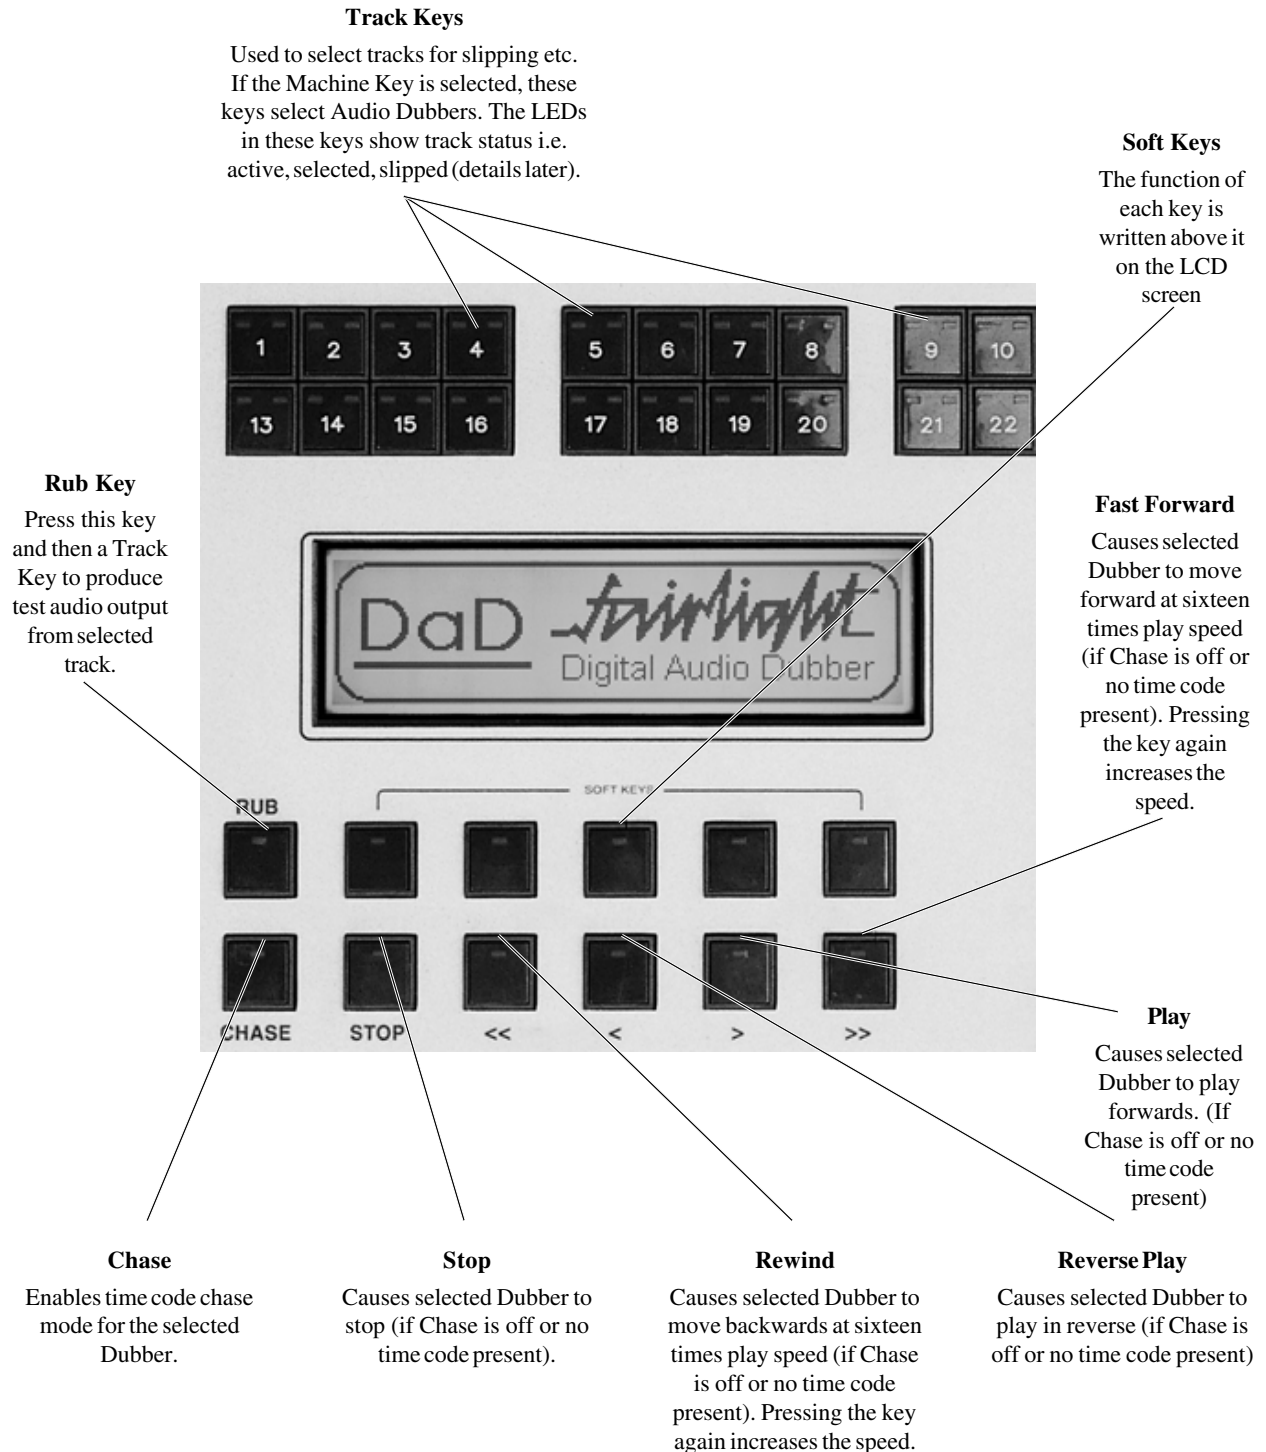 Track Keys
Used to select tracks for slipping etc.
If the Machine Key is selected, these
keys select Audio Dubbers. The LEDs
in these keys show track status i.e.
active, selected, slipped (details later).
Soft Keys
The function of
each key is
written above it
on the LCD
screen
1 2 3 4 5 6 7 8 9 10
13 14 15 16 17 18 19 20 21 22
Rub Key
Press this key
and then a Track
Key to produce
test audio output
from selected
track.
DaD fairlight
Digital Audio Dubber
Fast Forward
Causes selected
Dubber to move
forward at sixteen
times play speed
(if Chase is off or
no time code
present). Pressing
the key again
increases the
speed.
SOFT KEYS
RUB
CHASE STOP << < > >>
Play
Causes selected
Dubber to play
forwards. (If
Chase is off or no
time code
present)
Chase
Enables time code chase
mode for the selected
Dubber.
Stop
Causes selected Dubber to
stop (if Chase is off or no
time code present).
Rewind
Causes selected Dubber to
move backwards at sixteen
times play speed (if Chase
is off or no time code
present). Pressing the key
again increases the speed.
Reverse Play
Causes selected Dubber to
play in reverse (if Chase is
off or no time code present)